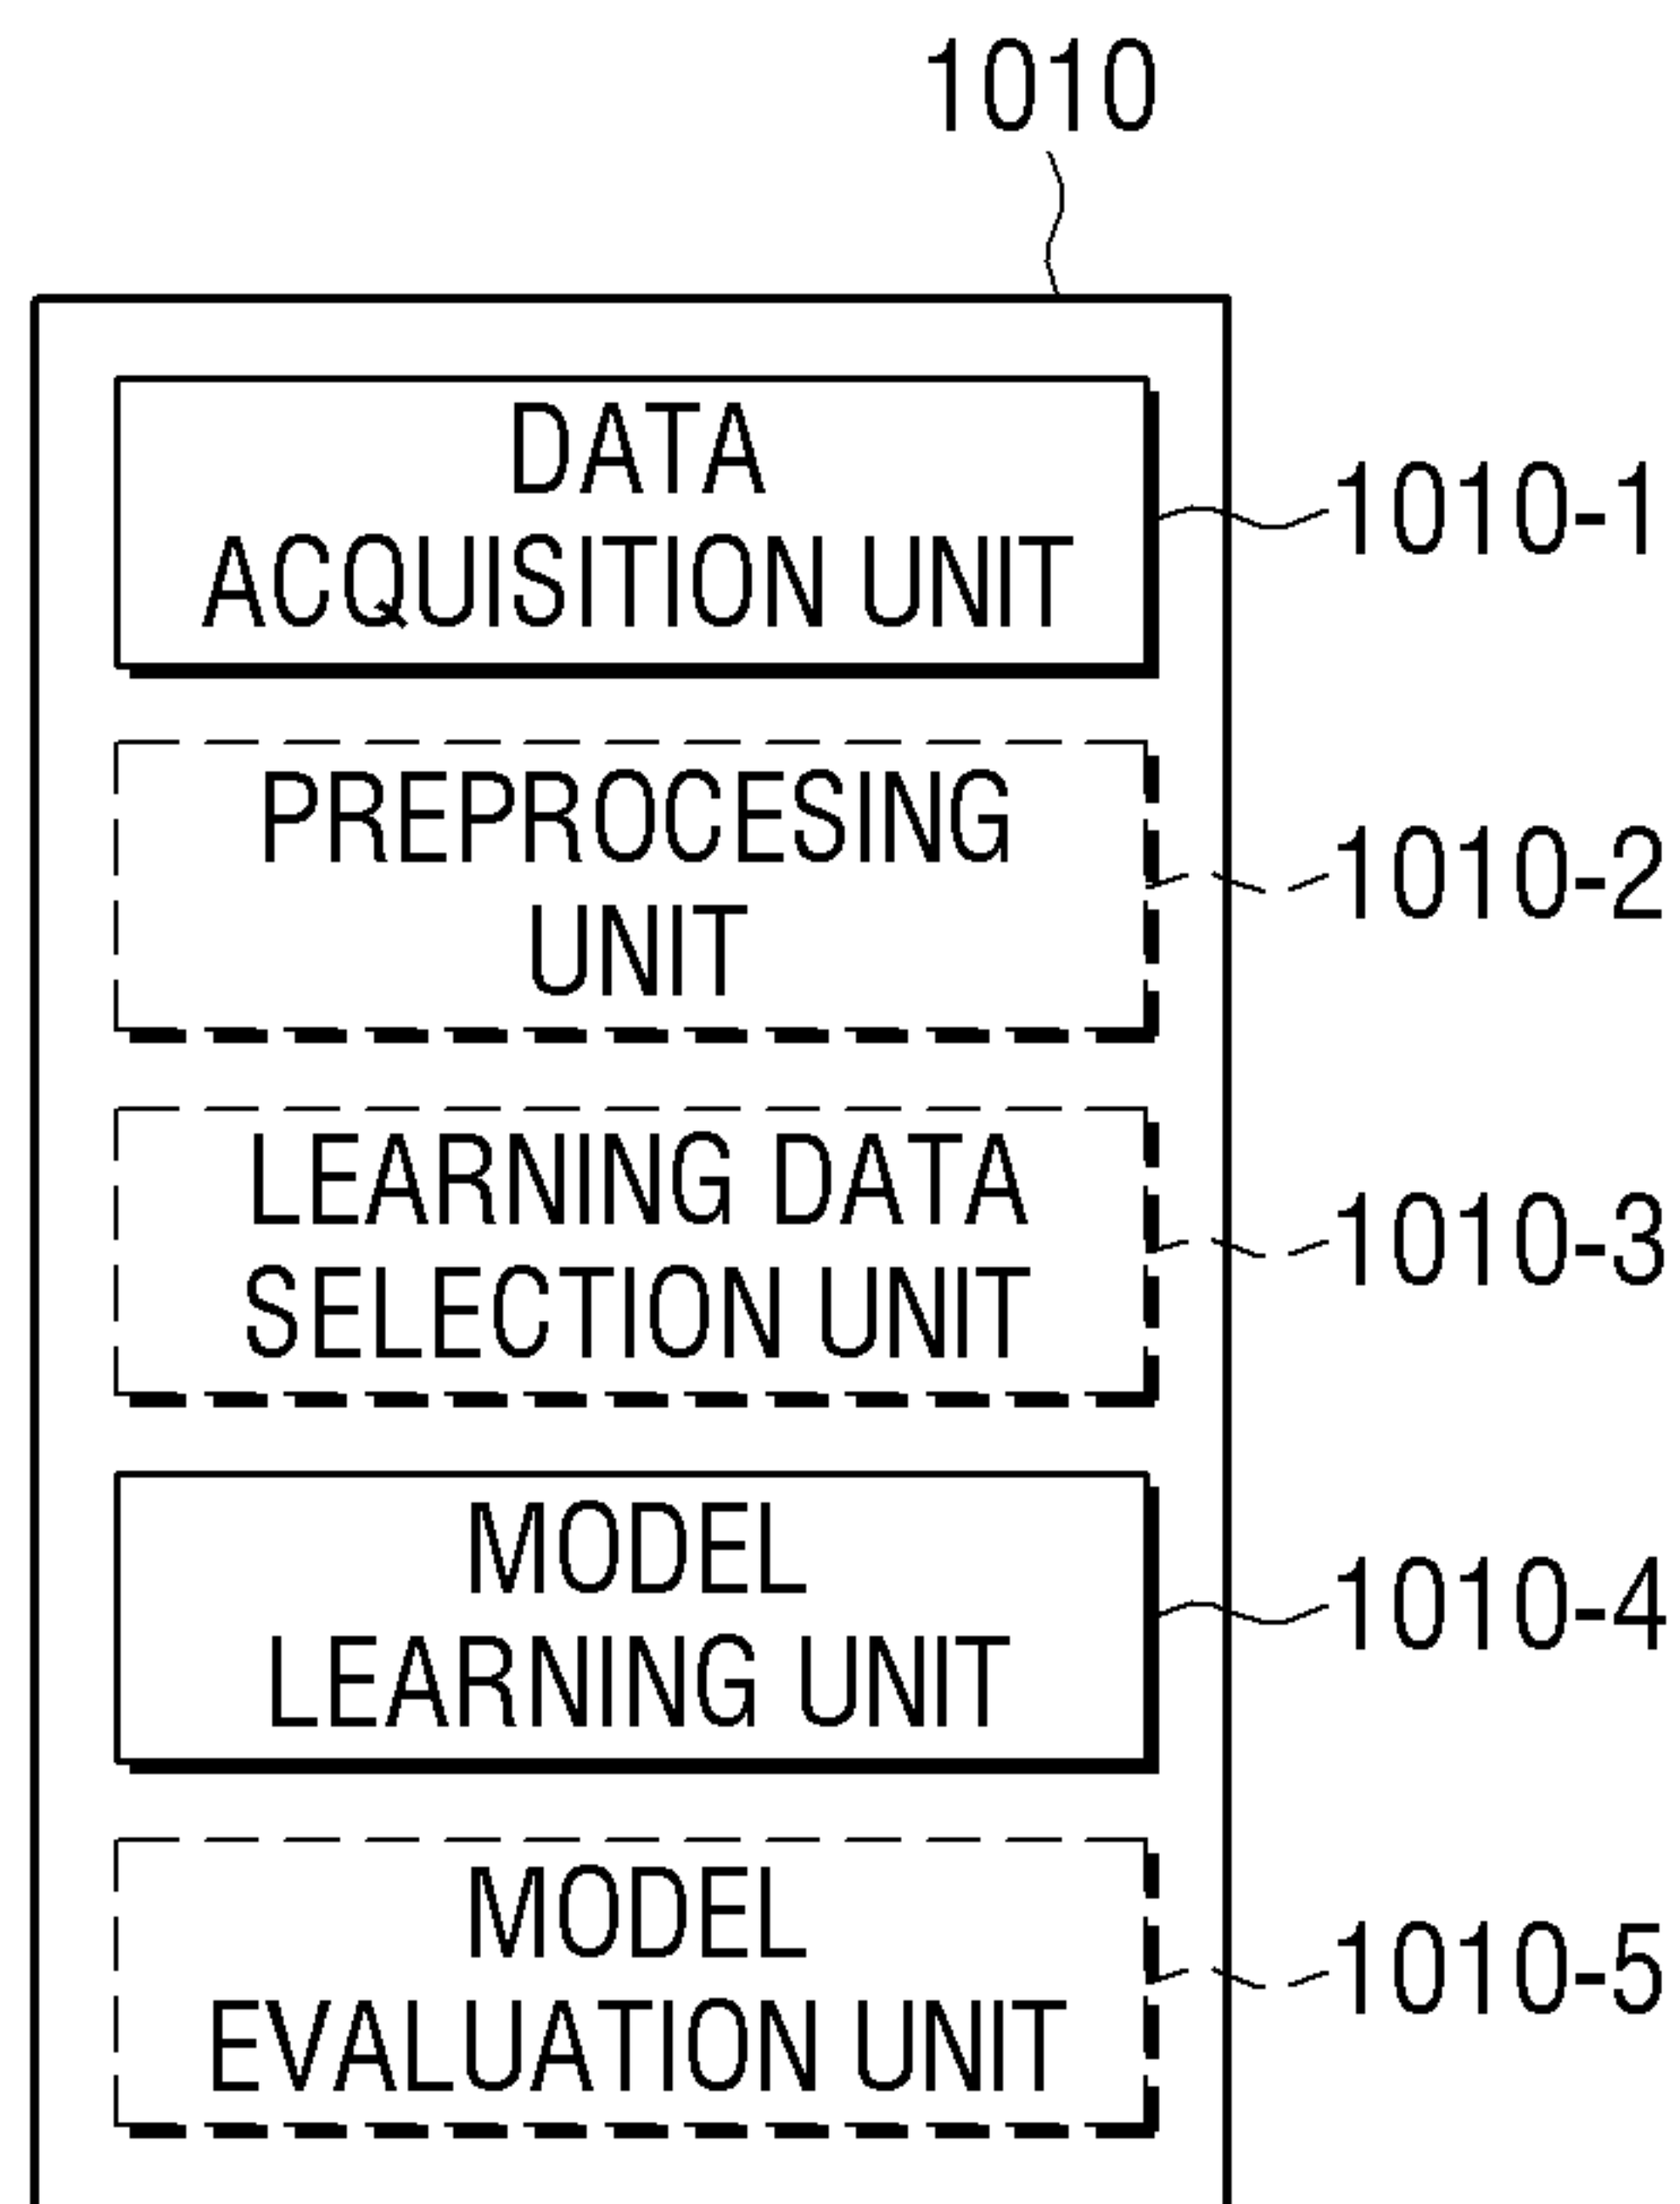 1010
DATA
ACQUISITION UNIT
1010-1
PREPROCESING
UNIT
1010-2
LEARNING DATA
SELECTION UNIT
1010-3
MODEL
LEARNING UNIT
1010-4
MODEL
EVALUATION UNIT
1010-5